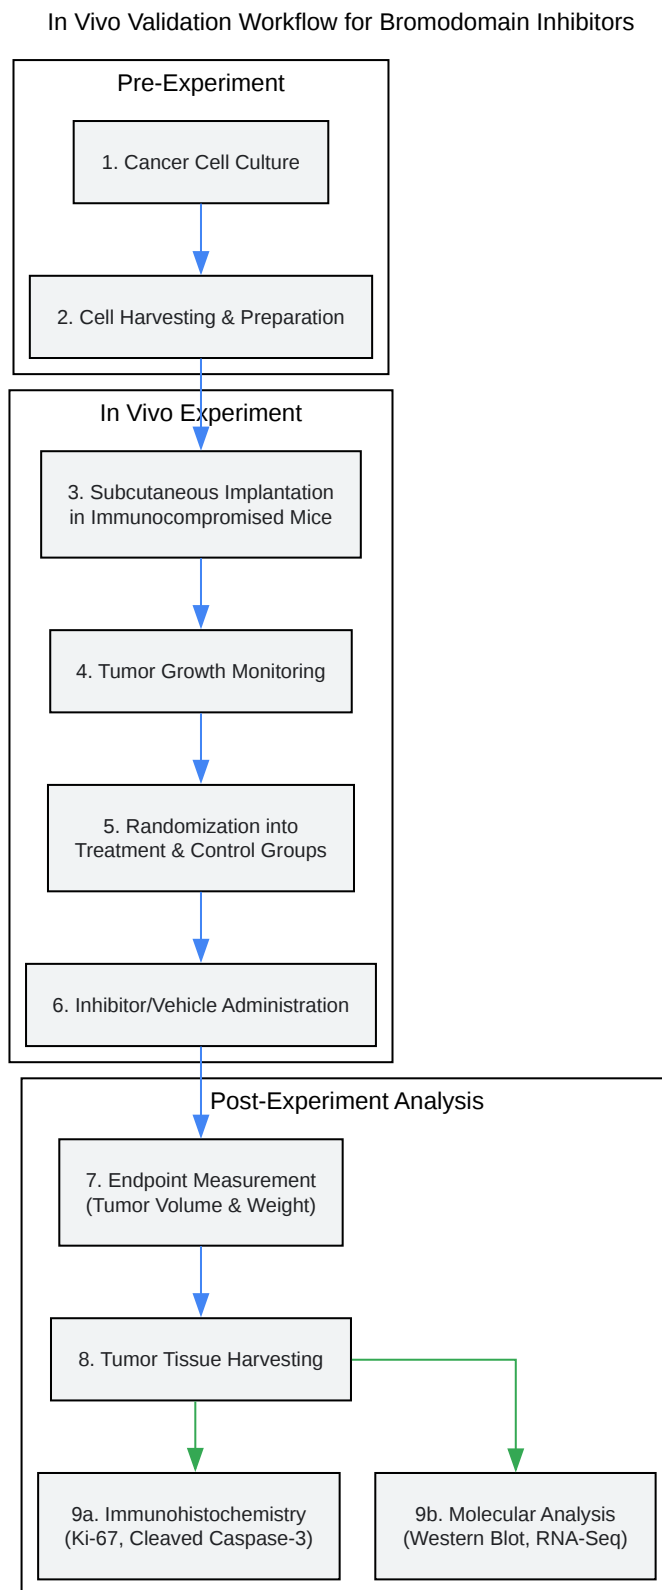 In Vivo Validation Workflow for Bromodomain Inhibitors
Pre-Experiment
1. Cancer Cell Culture
2. Cell Harvesting & Preparation
In Vivo Experiment
3. Subcutaneous Implantation
in Immunocompromised Mice
4. Tumor Growth Monitoring
5. Randomization into
Treatment & Control Groups
6. Inhibitor/Vehicle Administration
Post-Experiment Analysis
7. Endpoint Measurement
(Tumor Volume & Weight)
8. Tumor Tissue Harvesting
9a. Immunohistochemistry
(Ki-67, Cleaved Caspase-3)
9b. Molecular Analysis
(Western Blot, RNA-Seq)